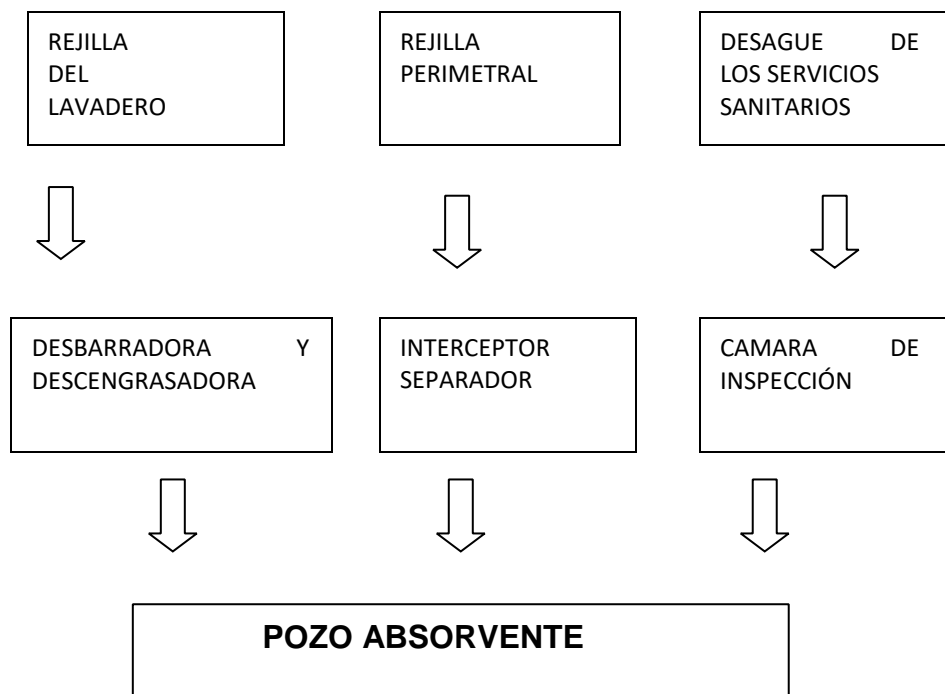 REJILLA
DEL
LAVADERO
REJILLA
PERIMETRAL
DESAGUE DE
LOS SERVICIOS
SANITARIOS
DESBARRADORA Y
DESCENGRASADORA
INTERCEPTOR
SEPARADOR
CAMARA DE
INSPECCIÓN
POZO ABSORVENTE